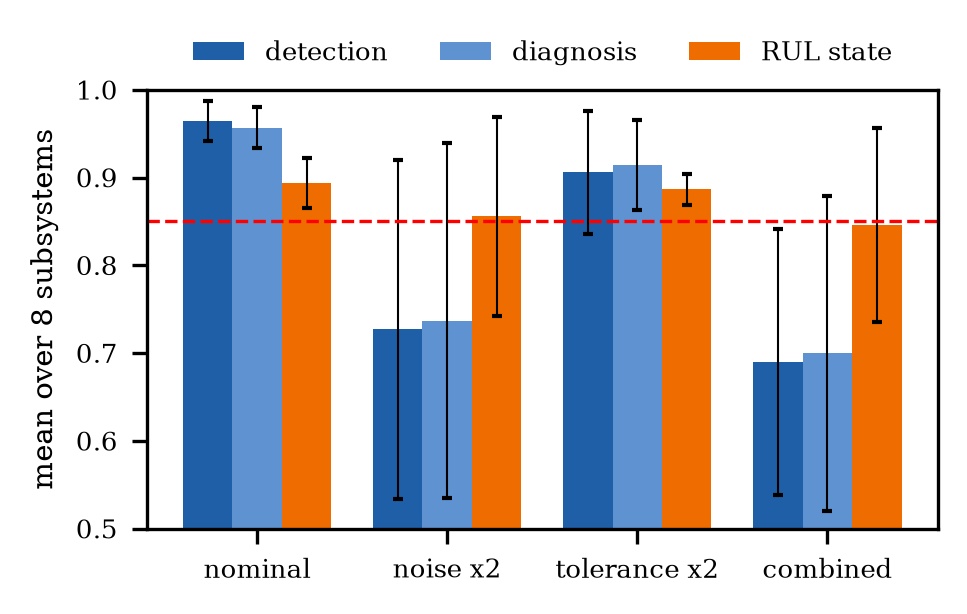 detection diagnosis RUL state
mean over 8 subsystems
1.0
0.9
0.8
0.7
0.6
0.5
nominal noise x2 tolerance x2 combined